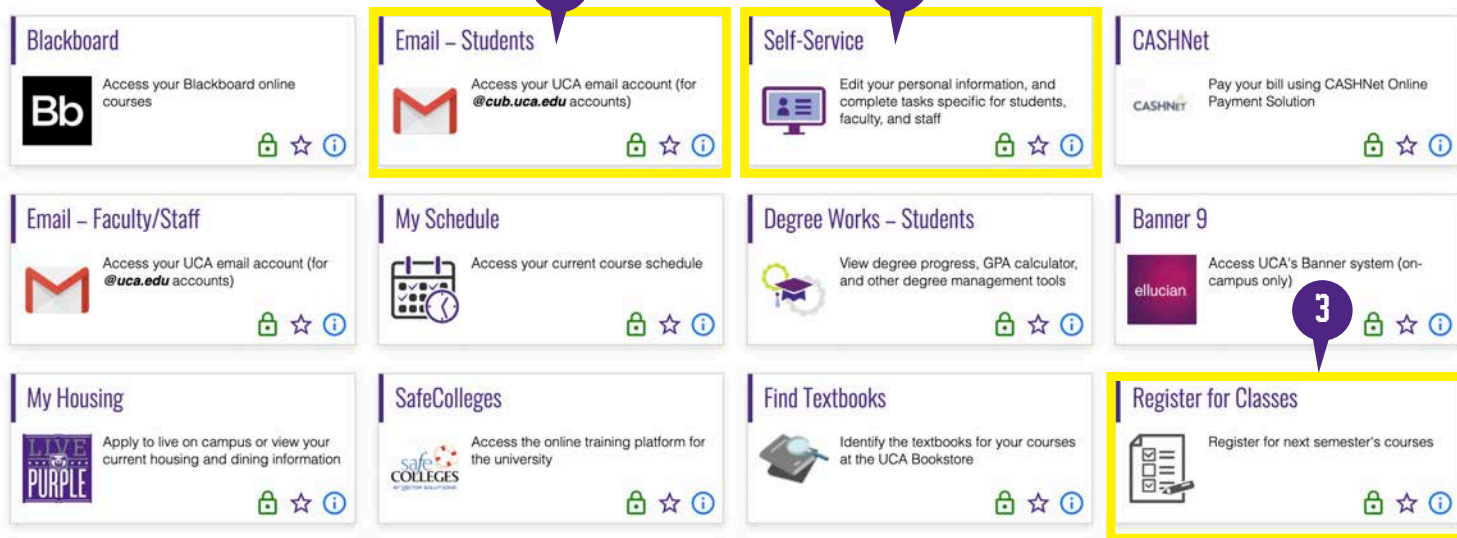 Blackboard
Bb
Access your Blackboard online
courses
Email – Students
Access your UCA email account (for
@cub.uca.edu accounts)
Self-Service
Edit your personal information, and
complete tasks specific for students,
faculty, and staff
CASHNet
CASHNET
Pay your bill using CASHNet Online
Payment Solution
Email – Faculty/Staff
Access your UCA email account (for
@uca.edu accounts)
My Schedule
Access your current course schedule
Degree Works – Students
View degree progress, GPA calculator,
and other degree management tools
Banner 9
ellucian
Access UCA's Banner system (on-
campus only)
3
My Housing
LIVE
PURPLE
Apply to live on campus or view your
current housing and dining information
SafeColleges
safe
COLLEGES
BY VECTOR SOLUTIONS
Access the online training platform for
the university
Find Textbooks
Identify the textbooks for your courses
at the UCA Bookstore
Register for Classes
Register for next semester's courses